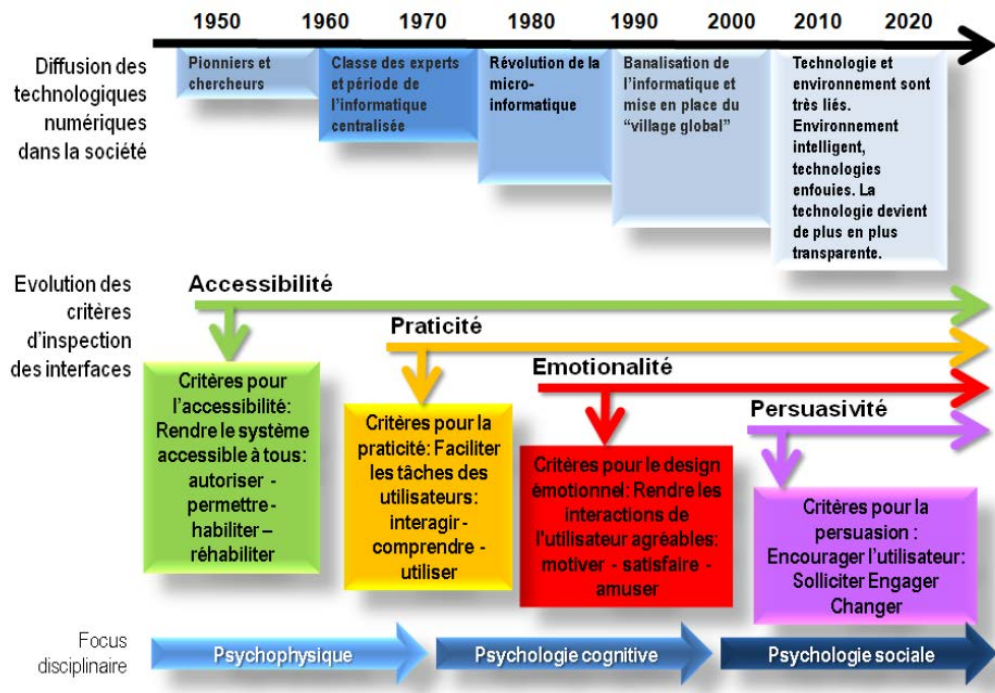 1950 1960 1970 1980 1990 2000 2010 2020
Diffusion des
technologiques
numériques
dans la société
Pionniers et
chercheurs
Classe des experts
et période de
l'informatique
centralisée
Révolution de la
micro-
informatique
Banalisation de
l'informatique et
mise en place du
"village global"
Technologie et
environnement sont
très liés.
Environnement
intelligent,
technologies
enfouies. La
technologie devient
de plus en plus
transparente.
Evolution des
critères
d'inspection
des interfaces
Accessibilité
Praticité
Emotionalité
Persuasivité
Critères pour
l'accessibilité:
Rendre le système
accessible à tous:
autoriser -
permettre-
habiliter –
réhabiliter
Critères pour la
praticité: Faciliter
les tâches des
utilisateurs:
interagir-
comprendre -
utiliser
Critères pour le design
émotionnel: Rendre les
interactions de
l'utilisateur agréables:
motiver - satisfaire -
amuser
Critères pour la
persuasion :
Encourager l'utilisateur:
Solliciter Engager
Changer
Focus
disciplinaire
Psychophysique
Psychologie cognitive
Psychologie sociale